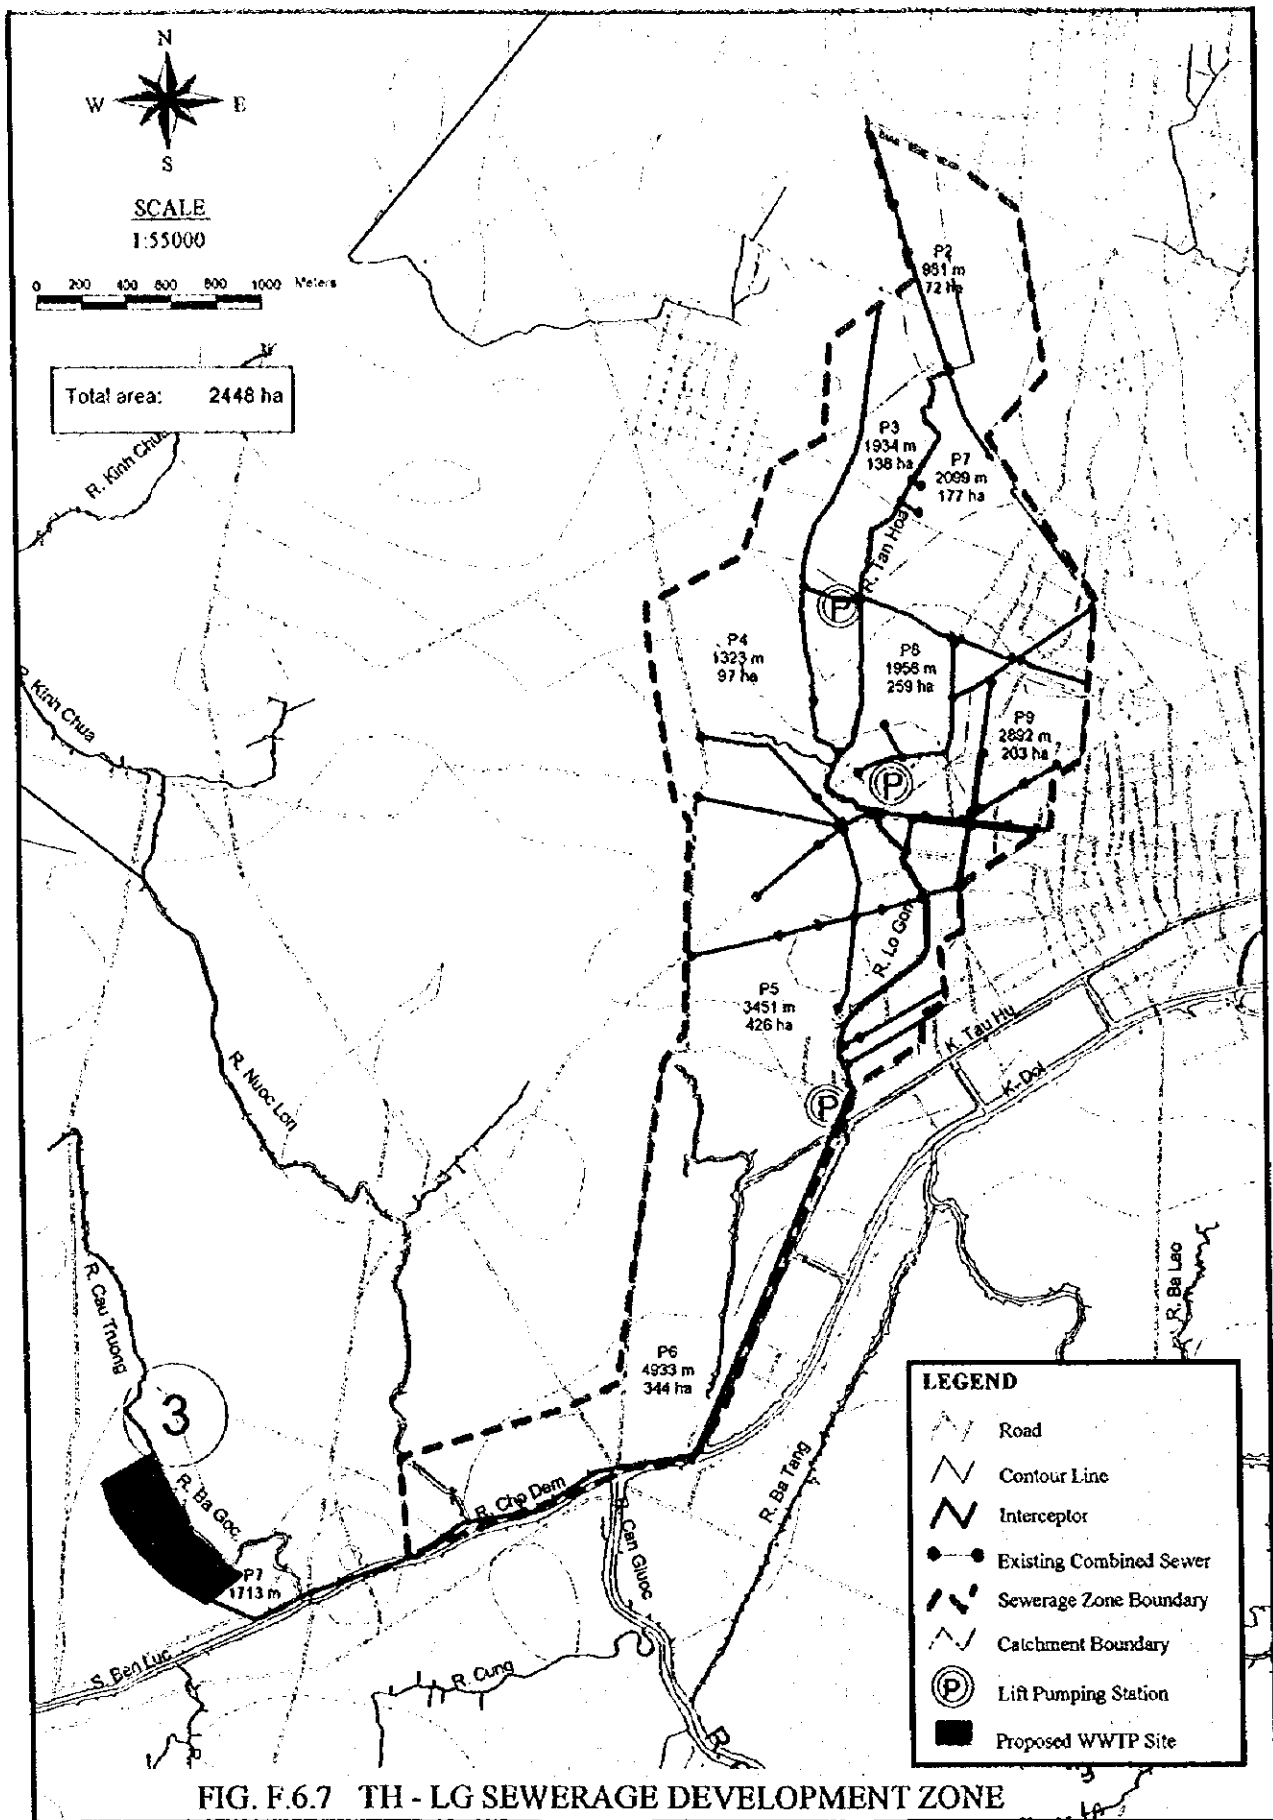 N
W E
S
SCALE
1:55000
0 200 400 600 800 1000 Meters
Total area: 2448 ha
R. Kinh Chua
R. Kinh Chua
P2
951 m
72 ha
P3
1934 m
138 ha
P7
2099 m
177 ha
R. Tan Hoa
P
P4
1323 m
97 ha
P8
1956 m
259 ha
P9
2892 m
203 ha
P
R. Lo Gom
P5
3451 m
426 ha
K. Tau Hu
K. Doi
P
R. Nuoc Lon
R. Cau Truong
3
R. Ba Goc
P7
1713 m
P6
4933 m
344 ha
R. Cho Dem
R. Can Giuoc
R. Ba Tang
R. Ba Lao
S. Ben Luc
R. Cung
LEGEND
Road
Contour Line
Interceptor
Existing Combined Sewer
Sewerage Zone Boundary
Catchment Boundary
P Lift Pumping Station
Proposed WWTP Site
FIG. F.6.7 TH - LG SEWERAGE DEVELOPMENT ZONE